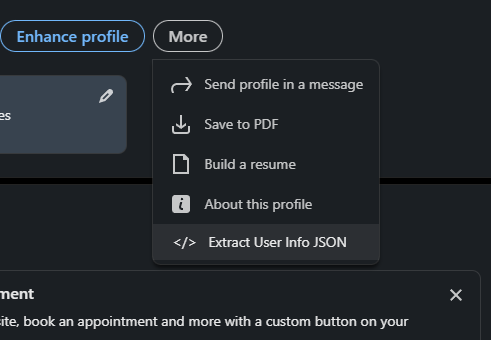 Enhance profile
More
es
Send profile in a message
Save to PDF
Build a resume
About this profile
</> Extract User Info JSON
ment
site, book an appointment and more with a custom button on your